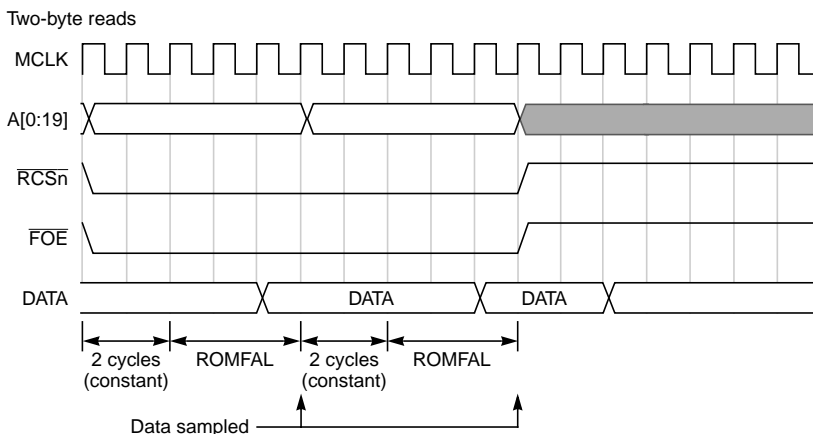 Two-byte reads
MCLK
A[0:19]
RCSn
FOE
DATA DATA DATA
2 cycles (constant) ROMFAL 2 cycles (constant) ROMFAL
Data sampled